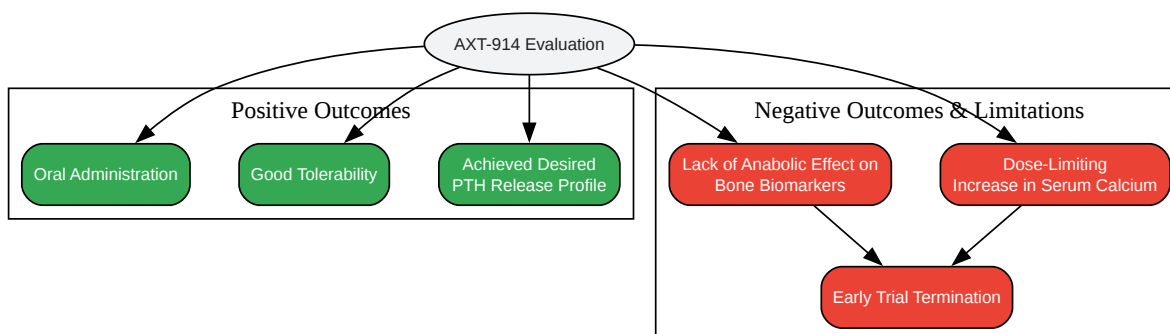 AXT-914 Evaluation
Positive Outcomes
Negative Outcomes & Limitations
Oral Administration
Good Tolerability
Achieved Desired
PTH Release Profile
Lack of Anabolic Effect on
Bone Biomarkers
Dose-Limiting
Increase in Serum Calcium
Early Trial Termination